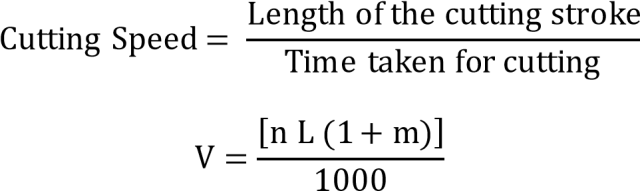 Cutting Speed = Length of the cutting stroke / Time taken for cutting
V = [n L (1 + m)] / 1000